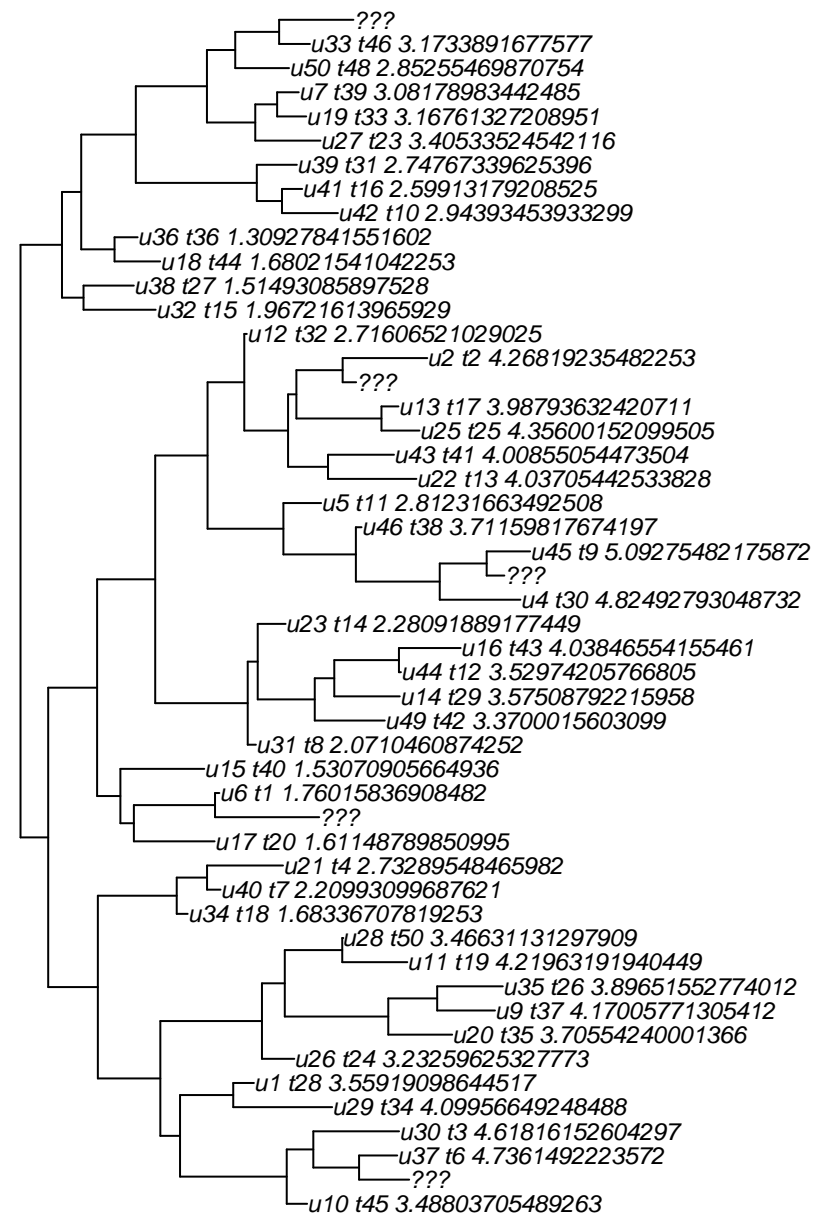 ???
u33 t46 3.1733891677577
u50 t48 2.85255469870754
u7 t39 3.08178983442485
u19 t33 3.16761327208951
u27 t23 3.40533524542116
u39 t31 2.74767339625396
u41 t16 2.59913179208525
u42 t10 2.94393453933299
u36 t36 1.30927841551602
u18 t44 1.68021541042253
u38 t27 1.51493085897528
u32 t15 1.96721613965929
u12 t32 2.71606521029025
u2 t2 4.26819235482253
???
u13 t17 3.98793632420711
u25 t25 4.35600152099505
u43 t41 4.00855054473504
u22 t13 4.03705442533828
u5 t11 2.81231663492508
u46 t38 3.71159817674197
u45 t9 5.09275482175872
???
u4 t30 4.82492793048732
u23 t14 2.28091889177449
u16 t43 4.03846554155461
u44 t12 3.52974205766805
u14 t29 3.57508792215958
u49 t42 3.3700015603099
u31 t8 2.0710460874252
u15 t40 1.53070905664936
u6 t1 1.76015836908482
???
u17 t20 1.61148789850995
u21 t4 2.73289548465982
u40 t7 2.20993099687621
u34 t18 1.68336707819253
u28 t50 3.46631131297909
u11 t19 4.21963191940449
u35 t26 3.89651552774012
u9 t37 4.17005771305412
u20 t35 3.70554240001366
u26 t24 3.23259625327773
u1 t28 3.55919098644517
u29 t34 4.09956649248488
u30 t3 4.61816152604297
u37 t6 4.7361492223572
???
u10 t45 3.48803705489263